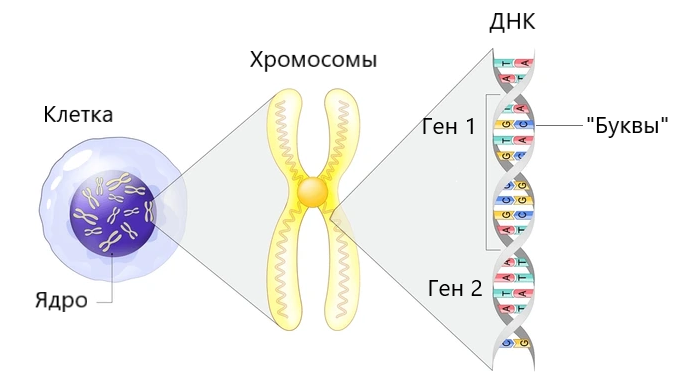 ДНК
Хромосомы
Клетка
Ген 1
"Буквы"
Ядро
Ген 2